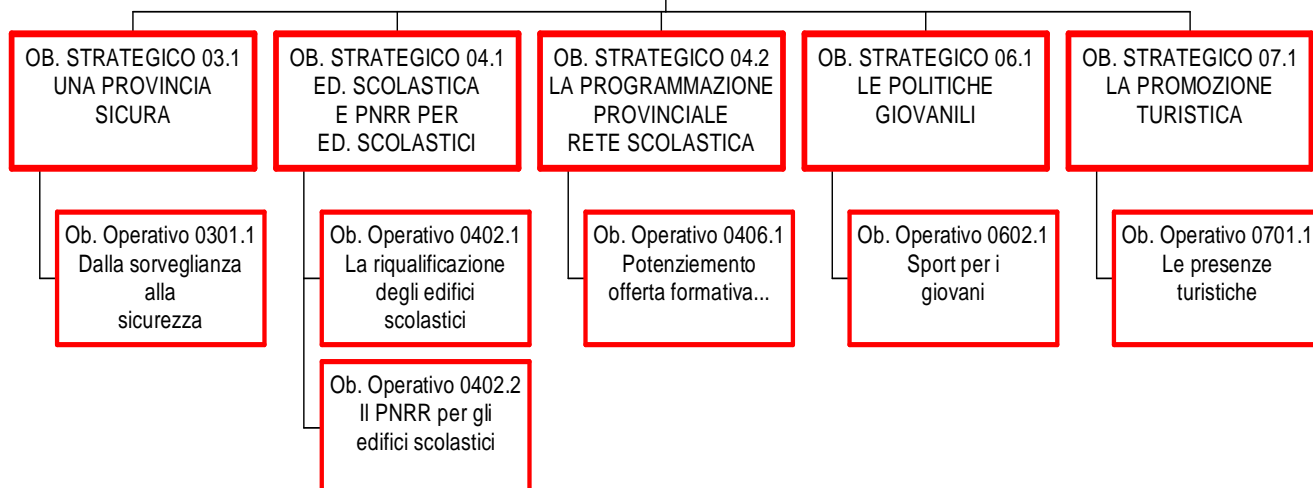 OB. STRATEGICO 03.1
UNA PROVINCIA
SICURA
OB. STRATEGICO 04.1
ED. SCOLASTICA
E PNRR PER
ED. SCOLASTICI
OB. STRATEGICO 04.2
LA PROGRAMMAZIONE
PROVINCIALE
RETE SCOLASTICA
OB. STRATEGICO 06.1
LE POLITICHE
GIOVANILI
OB. STRATEGICO 07.1
LA PROMOZIONE
TURISTICA
Ob. Operativo 0301.1
Dalla sorveglianza
alla
sicurezza
Ob. Operativo 0402.1
La riqualificazione
degli edifici
scolastici
Ob. Operativo 0406.1
Potenziemento
offerta formativa...
Ob. Operativo 0602.1
Sport per i
giovani
Ob. Operativo 0701.1
Le presenze
turistiche
Ob. Operativo 0402.2
Il PNRR per gli
edifici scolastici